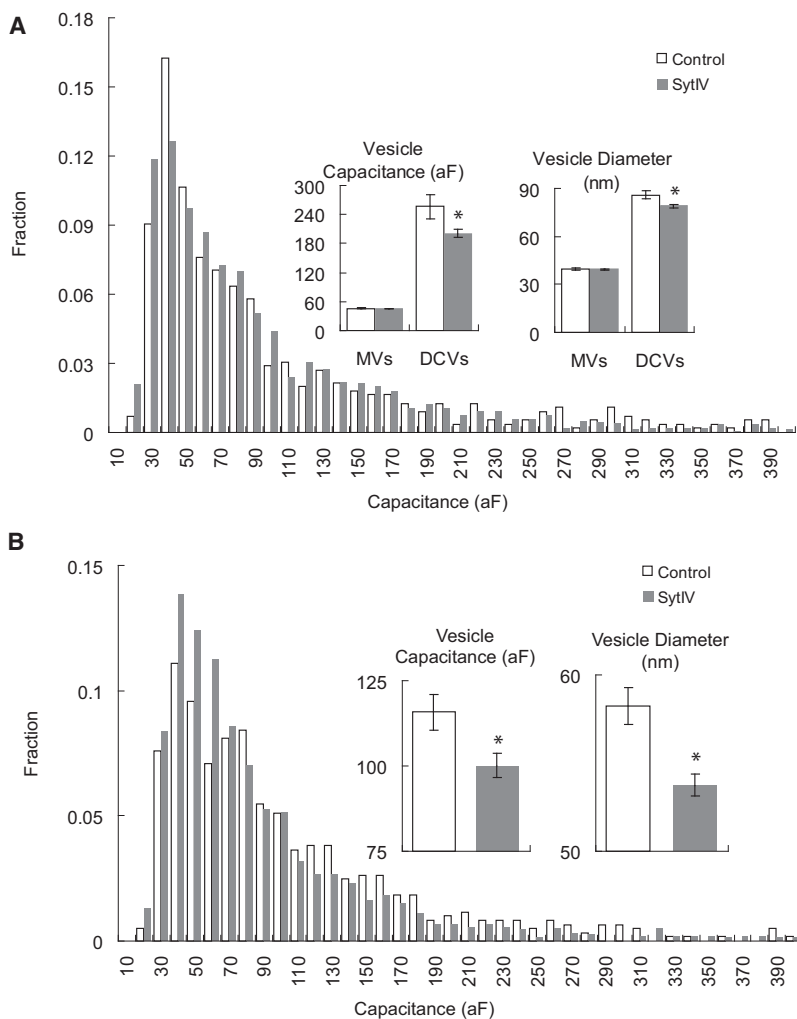 A
0.18
0.15
0.12
0.09
0.06
0.03
0
Fraction
Control
SytIV
Vesicle
Capacitance (aF)
300
240
180
120
60
0
MVs DCVs
*
Vesicle Diameter
(nm)
90
60
30
0
MVs DCVs
*
10 30 50 70 90 110 130 150 170 190 210 230 250 270 290 310 330 350 370 390
Capacitance (aF)
B
0.15
0.1
0.05
0
Fraction
Control
SytIV
Vesicle
Capacitance (aF)
125
100
75
*
Vesicle Diameter
(nm)
60
50
*
10 30 50 70 90 110 130 150 170 190 210 230 250 270 290 310 330 350 370 390
Capacitance (aF)